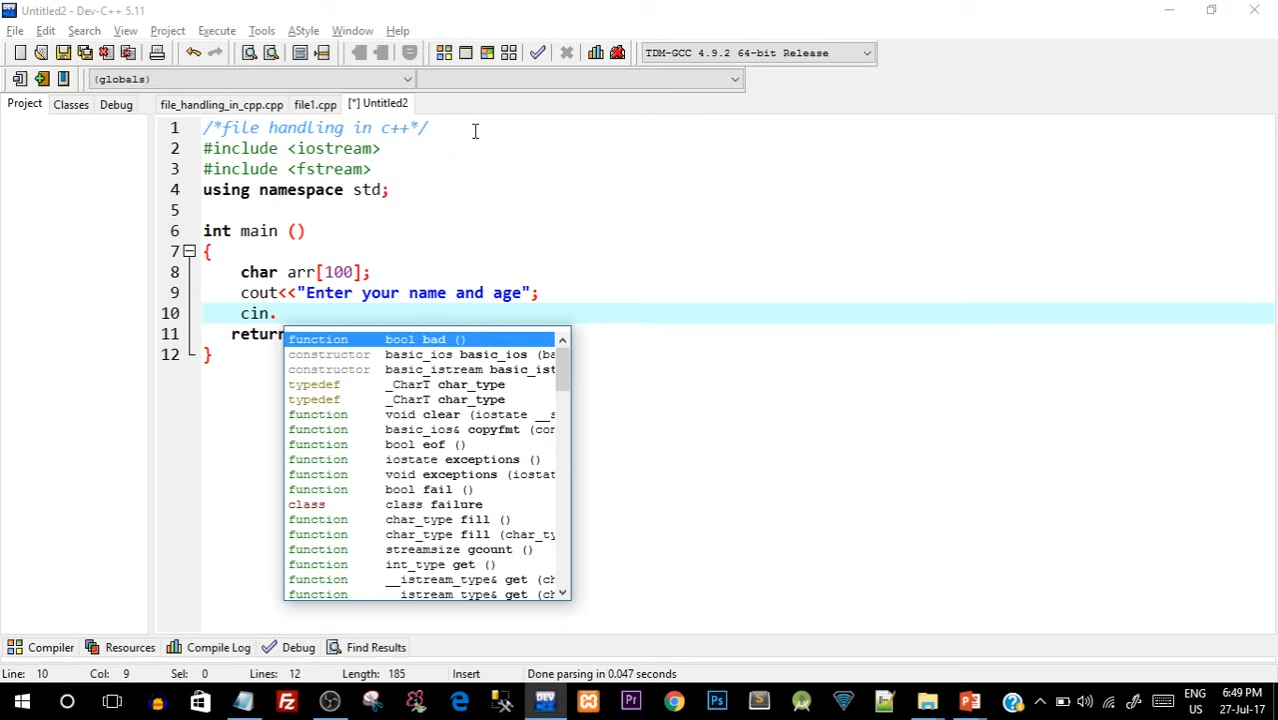 Untitled2 - Dev-C++ 5.11
File Edit Search View Project Execute Tools AStyle Window Help
TDM-GCC 4.9.2 64-bit Release
(globals)
Project Classes Debug file_handling_in_cpp.cpp file1.cpp [*] Untitled2
1 /*file handling in c++*/
2 #include <iostream>
3 #include <fstream>
4 using namespace std;
5
6 int main ()
7 {
8 char arr[100];
9 cout<<"Enter your name and age";
10 cin.
11 return
12 }
function bool bad ()
constructor basic_ios basic_ios (ba
constructor basic_istream basic_ist
typedef _CharT char_type
typedef _CharT char_type
function void clear (iostate __s
function basic_ios& copyfmt (con
function bool eof ()
function iostate exceptions ()
function void exceptions (iostat
function bool fail ()
class class failure
function char_type fill ()
function char_type fill (char_ty
function streamsize gcount ()
function int_type get ()
function __istream_type& get (ch
function __istream_type& get (ch
Compiler Resources Compile Log Debug Find Results
Line: 10 Col: 9 Sel: 0 Lines: 12 Length: 185 Insert Done parsing in 0.047 seconds
ENG 6:49 PM
US 27-Jul-17